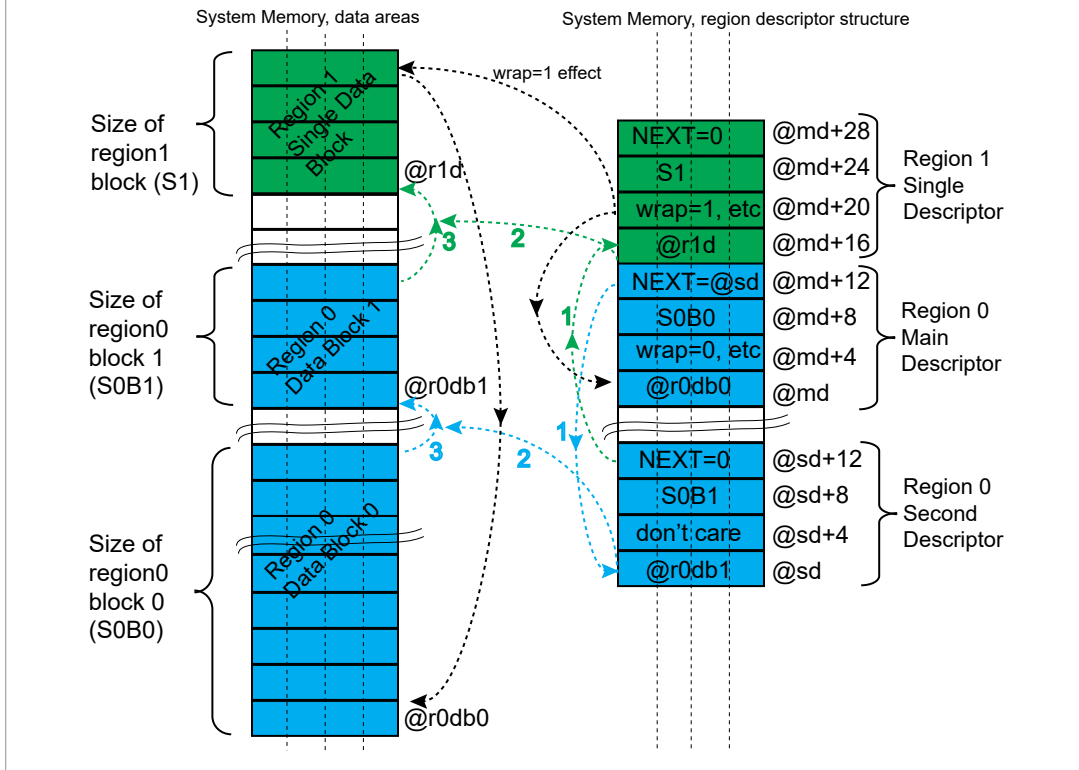 System Memory, data areas
System Memory, region descriptor structure
Size of
region1
block (S1)
Region 1
Single Data
Block
@r1d
wrap=1 effect
NEXT=0
@md+28
S1
@md+24
wrap=1, etc
@md+20
@r1d
@md+16
Region 1
Single
Descriptor
3
2
1
Size of
region0
block 1
(S0B1)
Region 0
Data Block 1
@r0db1
NEXT=@sd
@md+12
S0B0
@md+8
wrap=0, etc
@md+4
@r0db0
@md
Region 0
Main
Descriptor
3
2
1
Size of
region0
block 0
(S0B0)
Region 0
Data Block 0
@r0db0
NEXT=0
@sd+12
S0B1
@sd+8
don't care
@sd+4
@r0db1
@sd
Region 0
Second
Descriptor